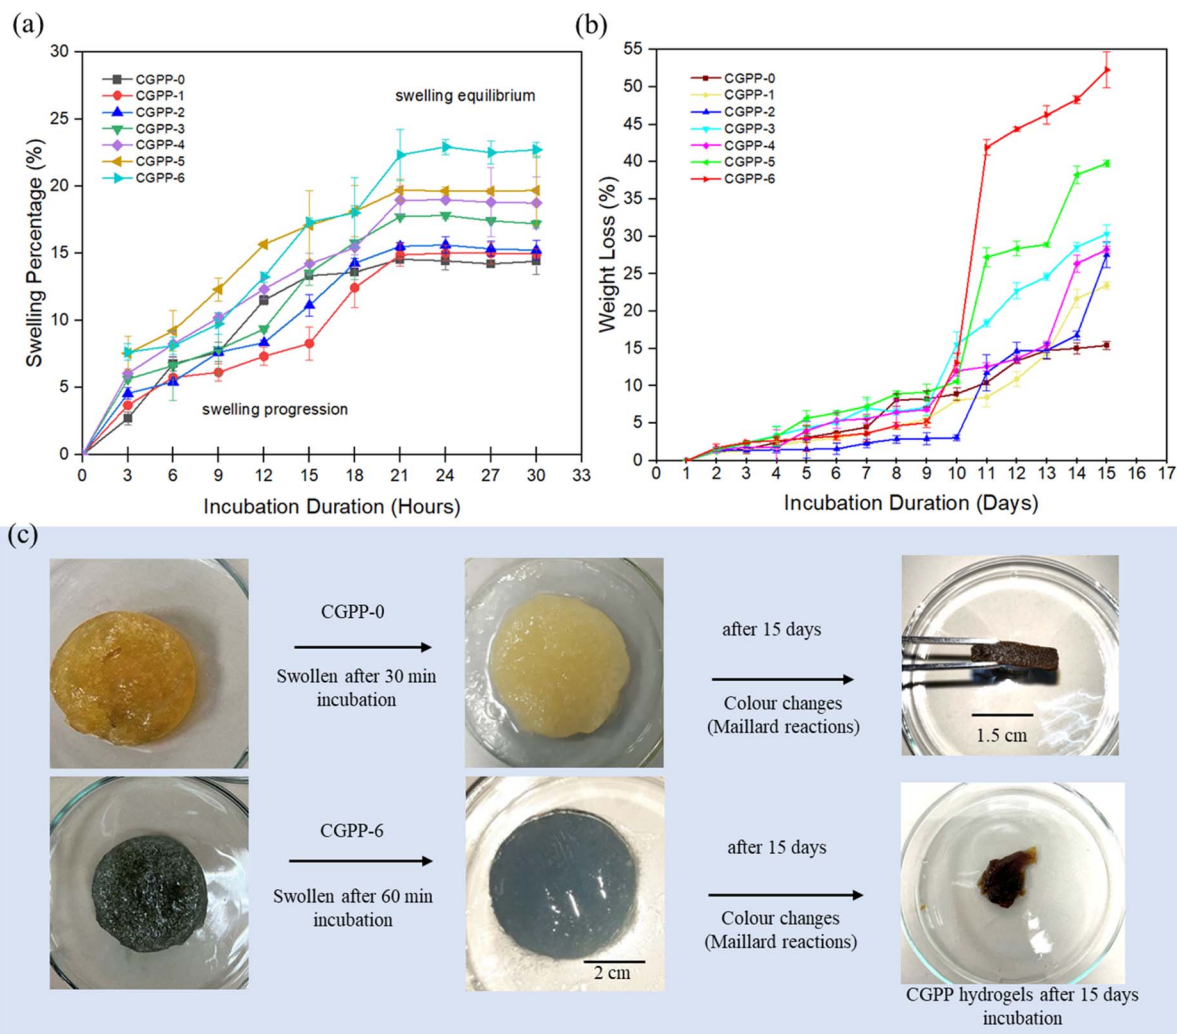 (a)
30
25
20
15
10
5
0
Swelling Percentage (%)
CGPP-0
CGPP-1
CGPP-2
CGPP-3
CGPP-4
CGPP-5
CGPP-6
swelling equilibrium
swelling progression
0 3 6 9 12 15 18 21 24 27 30 33
Incubation Duration (Hours)
(b)
55
50
45
40
35
30
25
20
15
10
5
0
Weight Loss (%)
CGPP-0
CGPP-1
CGPP-2
CGPP-3
CGPP-4
CGPP-5
CGPP-6
0 1 2 3 4 5 6 7 8 9 10 11 12 13 14 15 16 17
Incubation Duration (Days)
(c)
CGPP-0
Swollen after 30 min
incubation
after 15 days
Colour changes
(Maillard reactions)
1.5 cm
CGPP-6
Swollen after 60 min
incubation
2 cm
after 15 days
Colour changes
(Maillard reactions)
CGPP hydrogels after 15 days
incubation